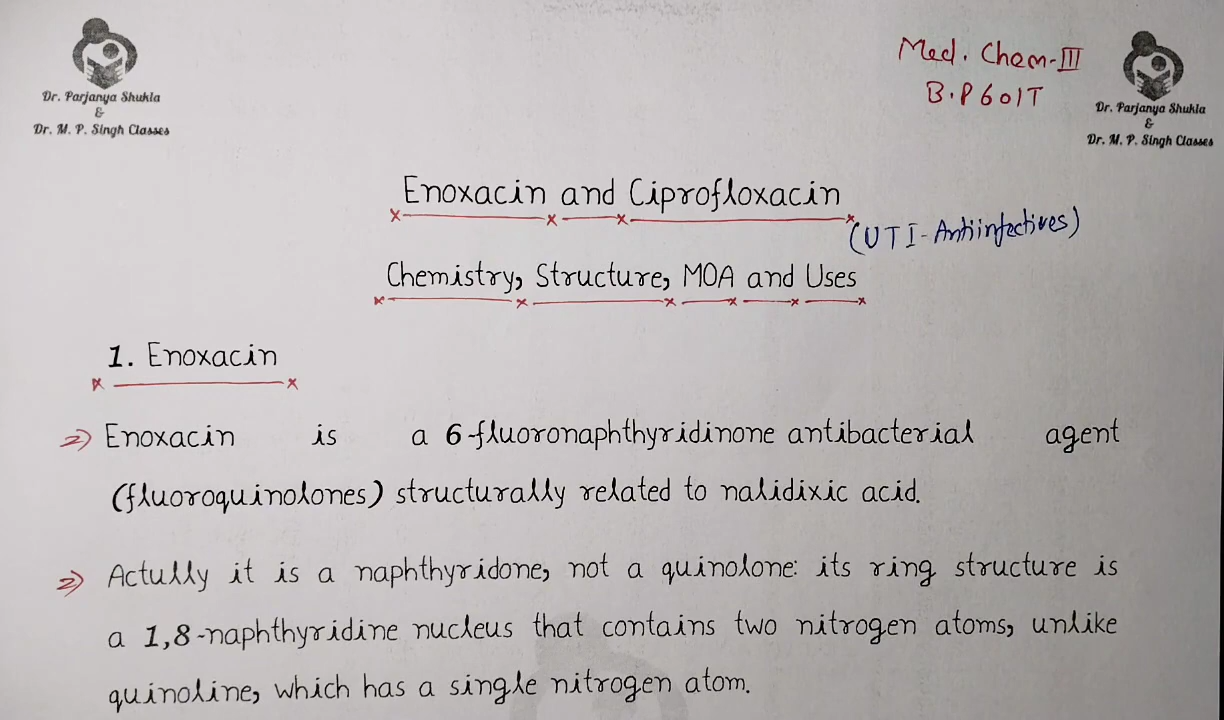 Dr. Parjanya Shukla
&
Dr. M. P. Singh Classes
Med. Chem-III
B.P601T
Dr. Parjanya Shukla
&
Dr. M. P. Singh Classes
Enoxacin and Ciprofloxacin
(UTI-Antiinfectives)
Chemistry, Structure, MOA and Uses
1. Enoxacin
Enoxacin is a 6-fluoronaphthyridinone antibacterial agent
(fluoroquinolones) structurally related to nalidixic acid.
Actully it is a naphthyridone, not a quinolone: its ring structure is
a 1,8-naphthyridine nucleus that contains two nitrogen atoms, unlike
quinoline, which has a single nitrogen atom.